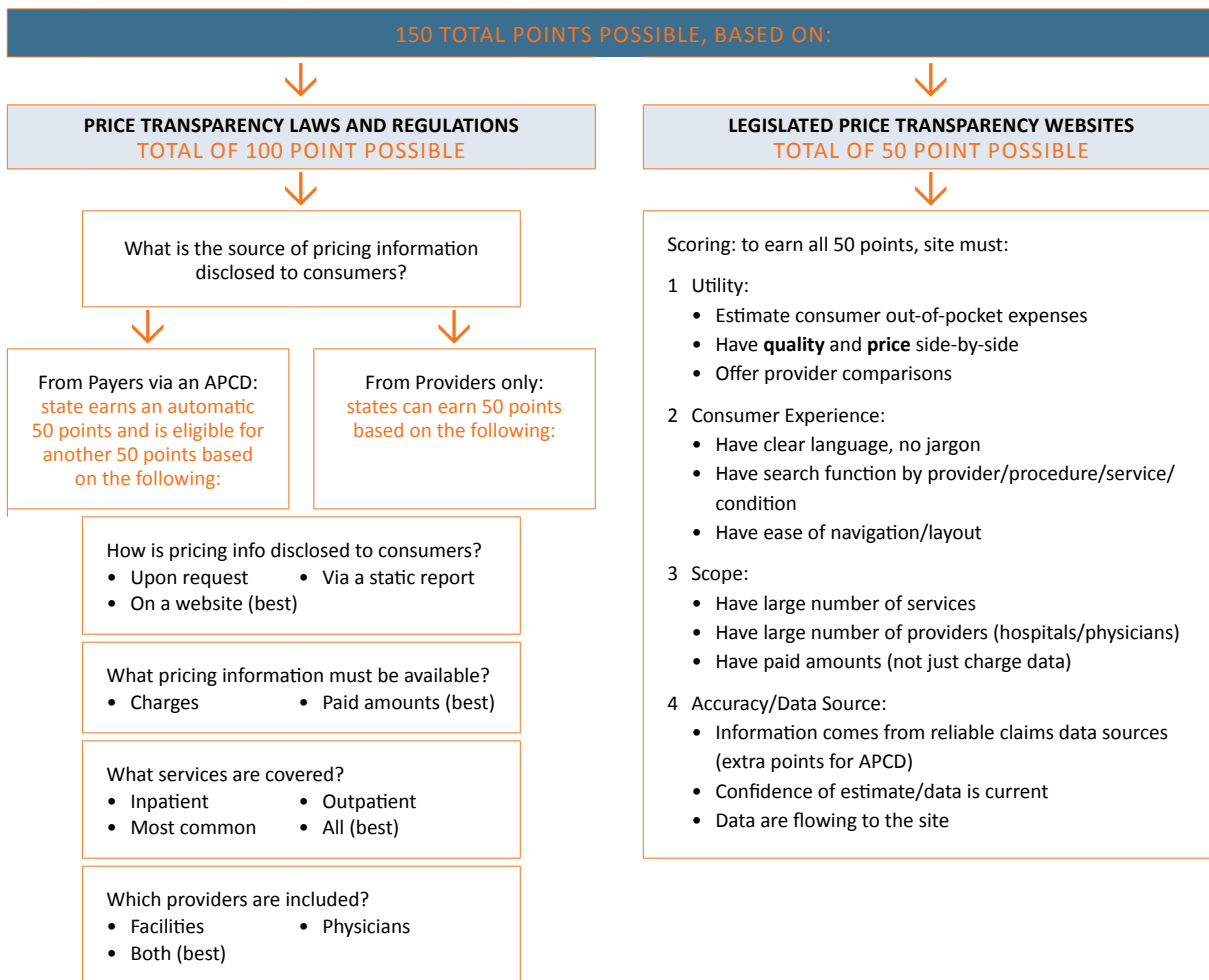 150 TOTAL POINTS POSSIBLE, BASED ON:
PRICE TRANSPARENCY LAWS AND REGULATIONS
TOTAL OF 100 POINT POSSIBLE
What is the source of pricing information
disclosed to consumers?
From Payers via an APCD:
state earns an automatic
50 points and is eligible for
another 50 points based
on the following:
From Providers only:
states can earn 50 points
based on the following:
How is pricing info disclosed to consumers?
• Upon request • Via a static report
• On a website (best)
What pricing information must be available?
• Charges • Paid amounts (best)
What services are covered?
• Inpatient • Outpatient
• Most common • All (best)
Which providers are included?
• Facilities • Physicians
• Both (best)
LEGISLATED PRICE TRANSPARENCY WEBSITES
TOTAL OF 50 POINT POSSIBLE
Scoring: to earn all 50 points, site must:
1 Utility:
• Estimate consumer out-of-pocket expenses
• Have quality and price side-by-side
• Offer provider comparisons
2 Consumer Experience:
• Have clear language, no jargon
• Have search function by provider/procedure/service/
condition
• Have ease of navigation/layout
3 Scope:
• Have large number of services
• Have large number of providers (hospitals/physicians)
• Have paid amounts (not just charge data)
4 Accuracy/Data Source:
• Information comes from reliable claims data sources
(extra points for APCD)
• Confidence of estimate/data is current
• Data are flowing to the site